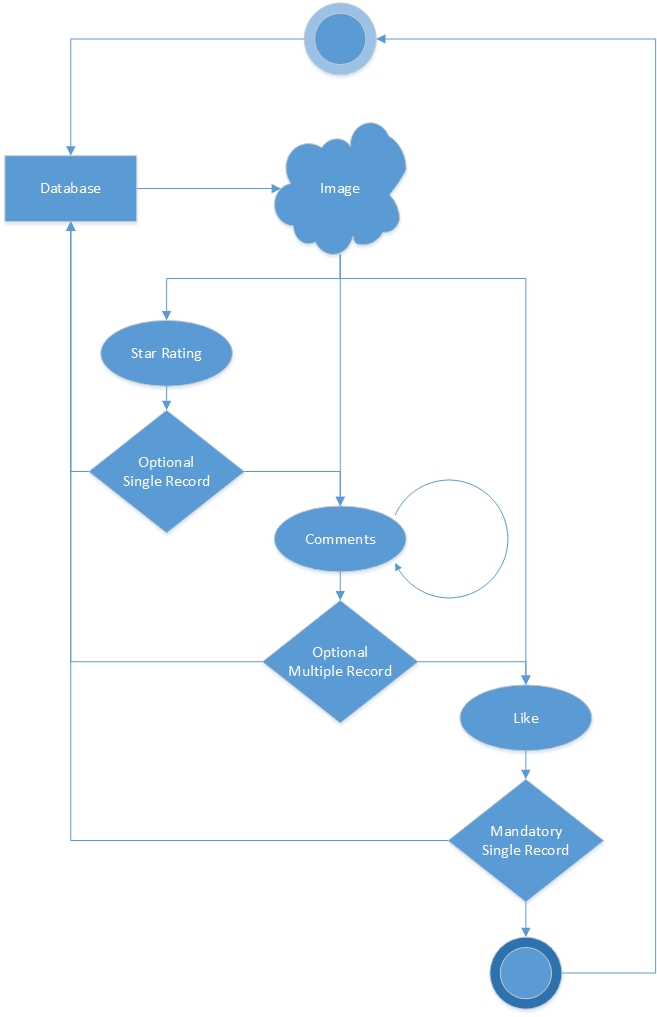 Database
Image
Star Rating
Optional
Single Record
Comments
Optional
Multiple Record
Like
Mandatory
Single Record